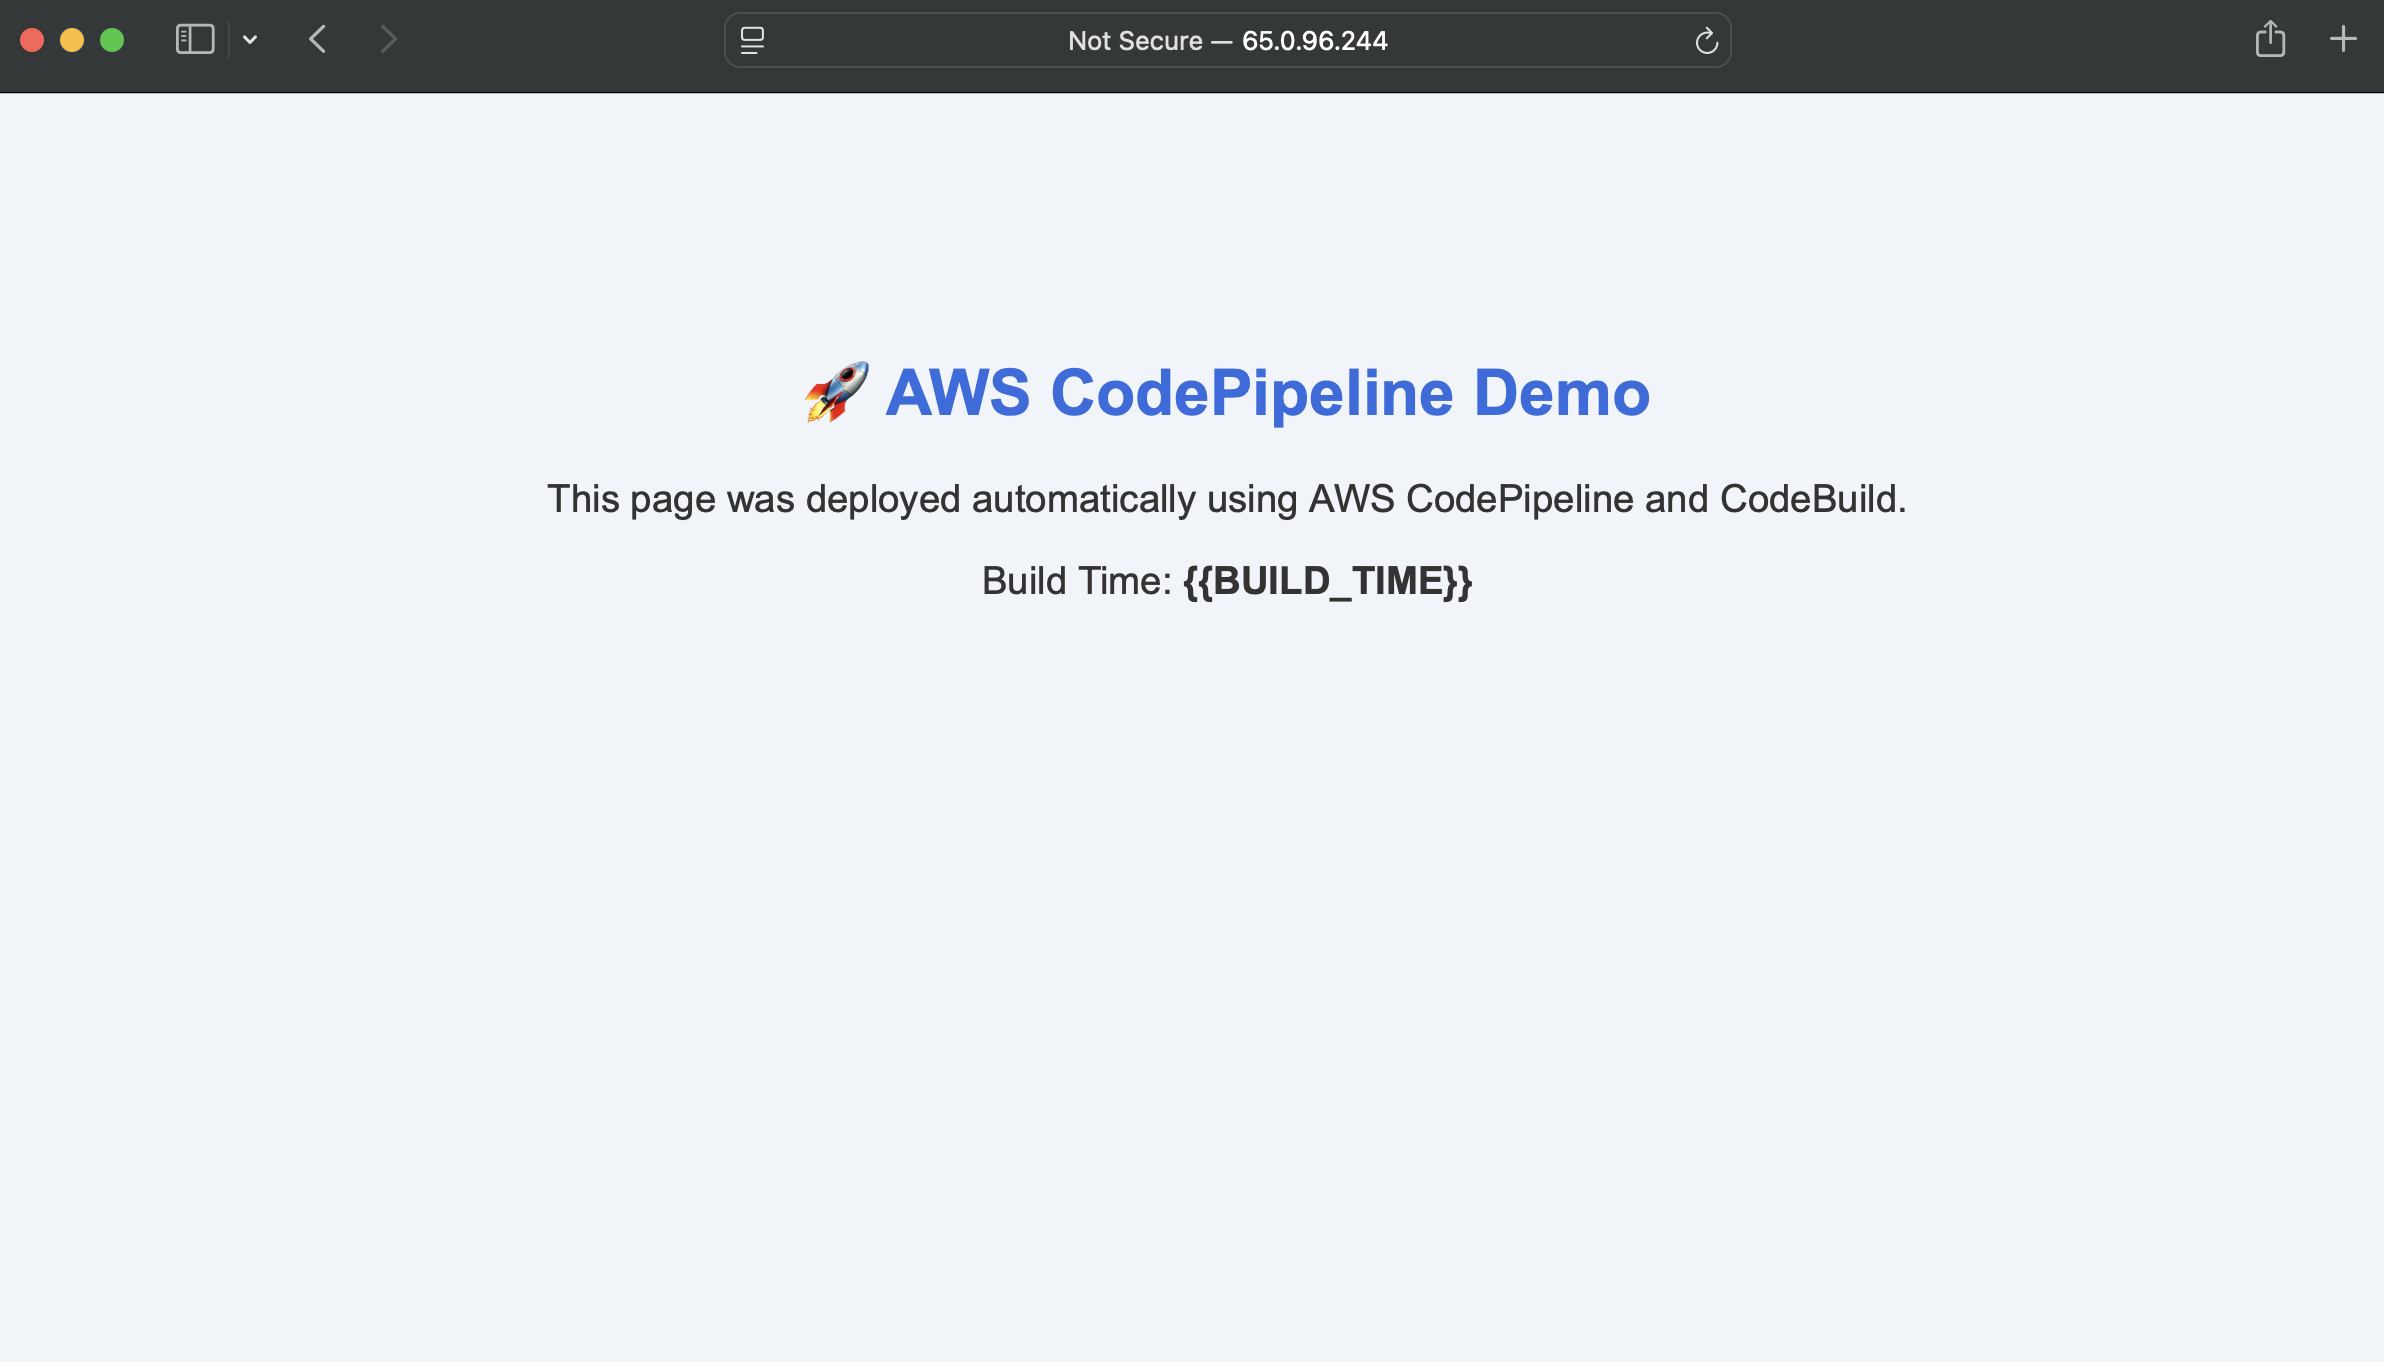 Not Secure — 65.0.96.244
🚀 AWS CodePipeline Demo
This page was deployed automatically using AWS CodePipeline and CodeBuild.
Build Time: {{BUILD_TIME}}